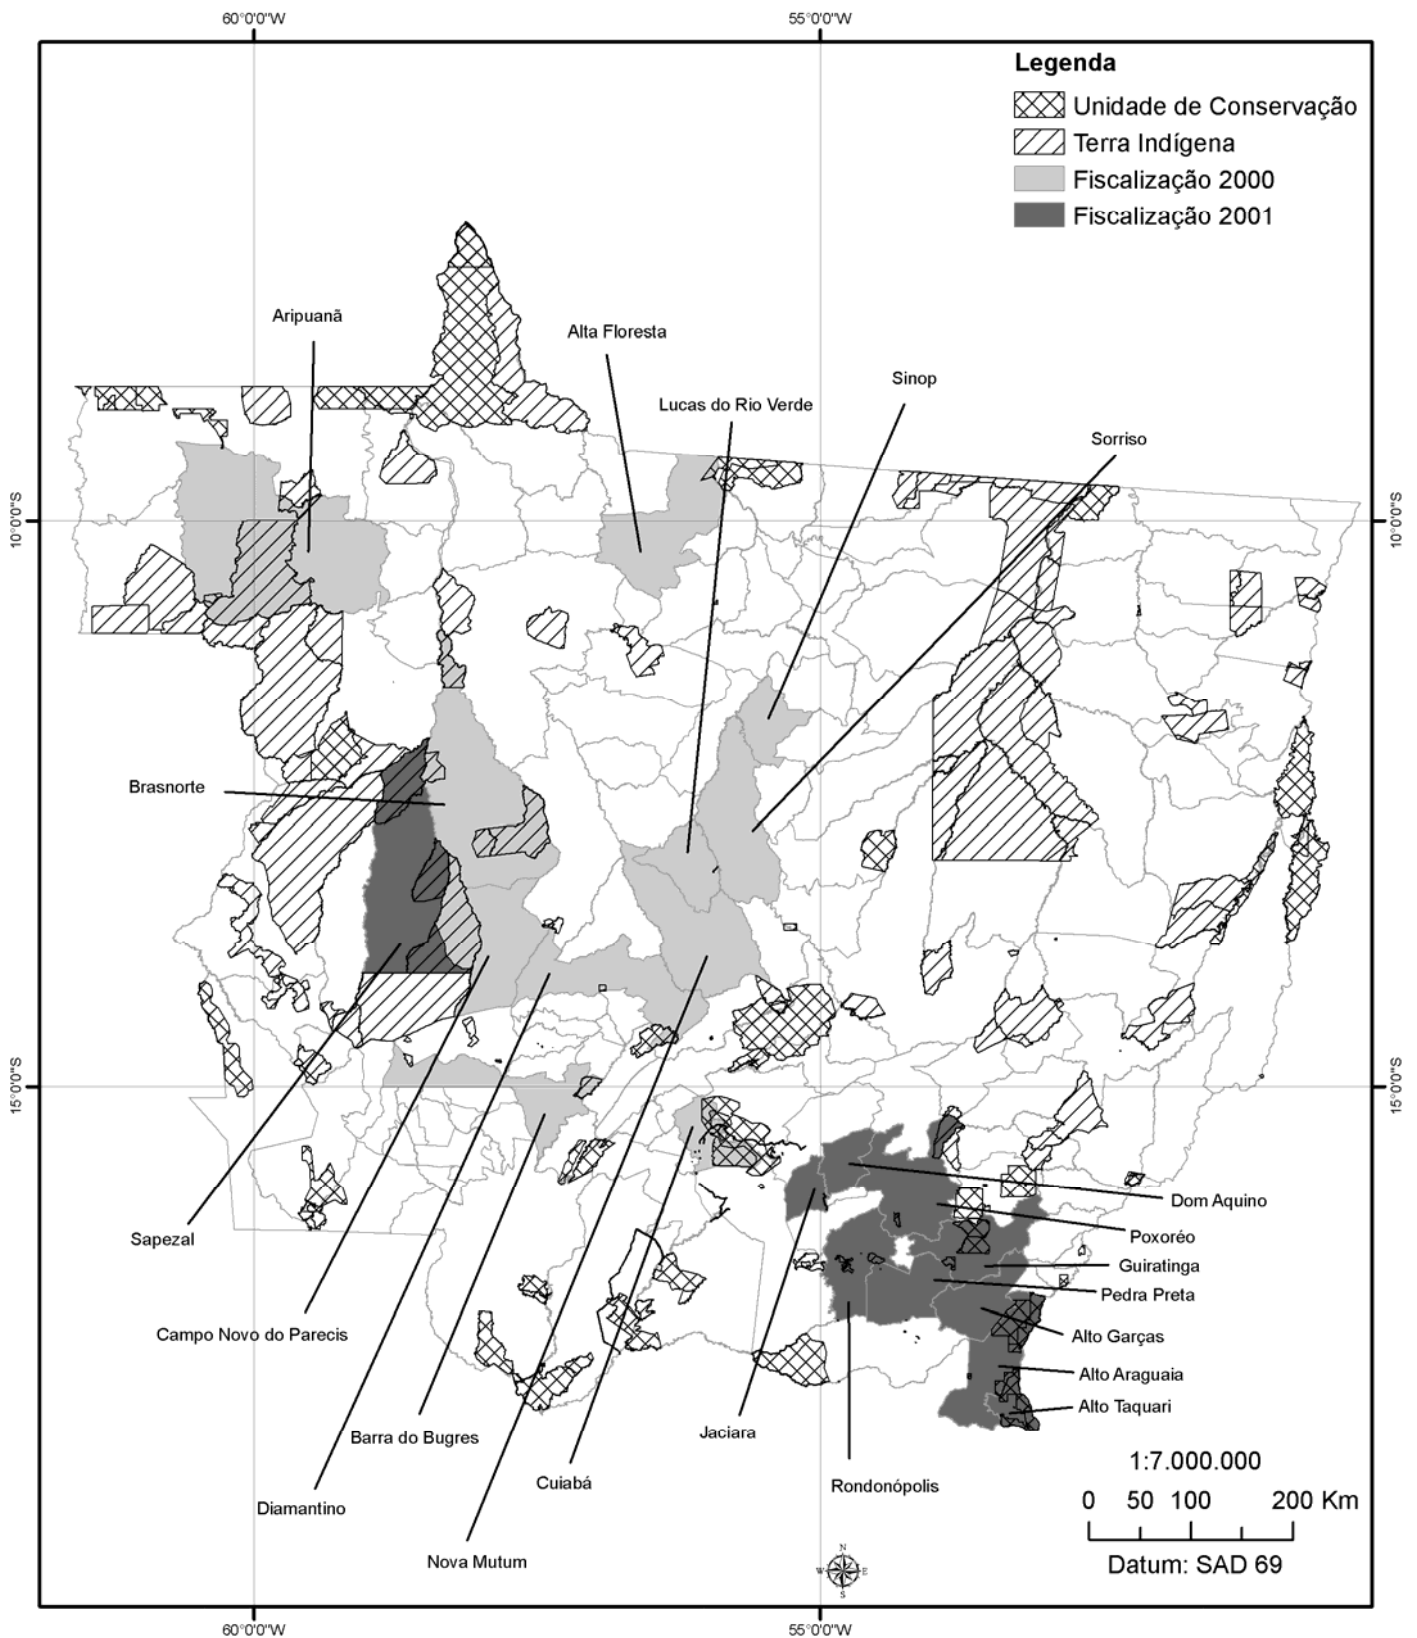 60°0'0"W
55°0'0"W
Legenda
Unidade de Conservação
Terra Indígena
Fiscalização 2000
Fiscalização 2001
Aripuanã
Alta Floresta
Sinop
Lucas do Rio Verde
Sorriso
10°0'0"S
10°0'0"S
Brasnorte
15°0'0"S
15°0'0"S
Dom Aquino
Poxoréo
Sapezal
Guiratinga
Pedra Preta
Campo Novo do Parecis
Alto Garças
Alto Araguaia
Alto Taquari
Jaciara
Barra do Bugres
1:7.000.000
Cuiabá
Rondonópolis
0 50 100 200 Km
Diamantino
Nova Mutum
N
W E
S
Datum: SAD 69
60°0'0"W
55°0'0"W